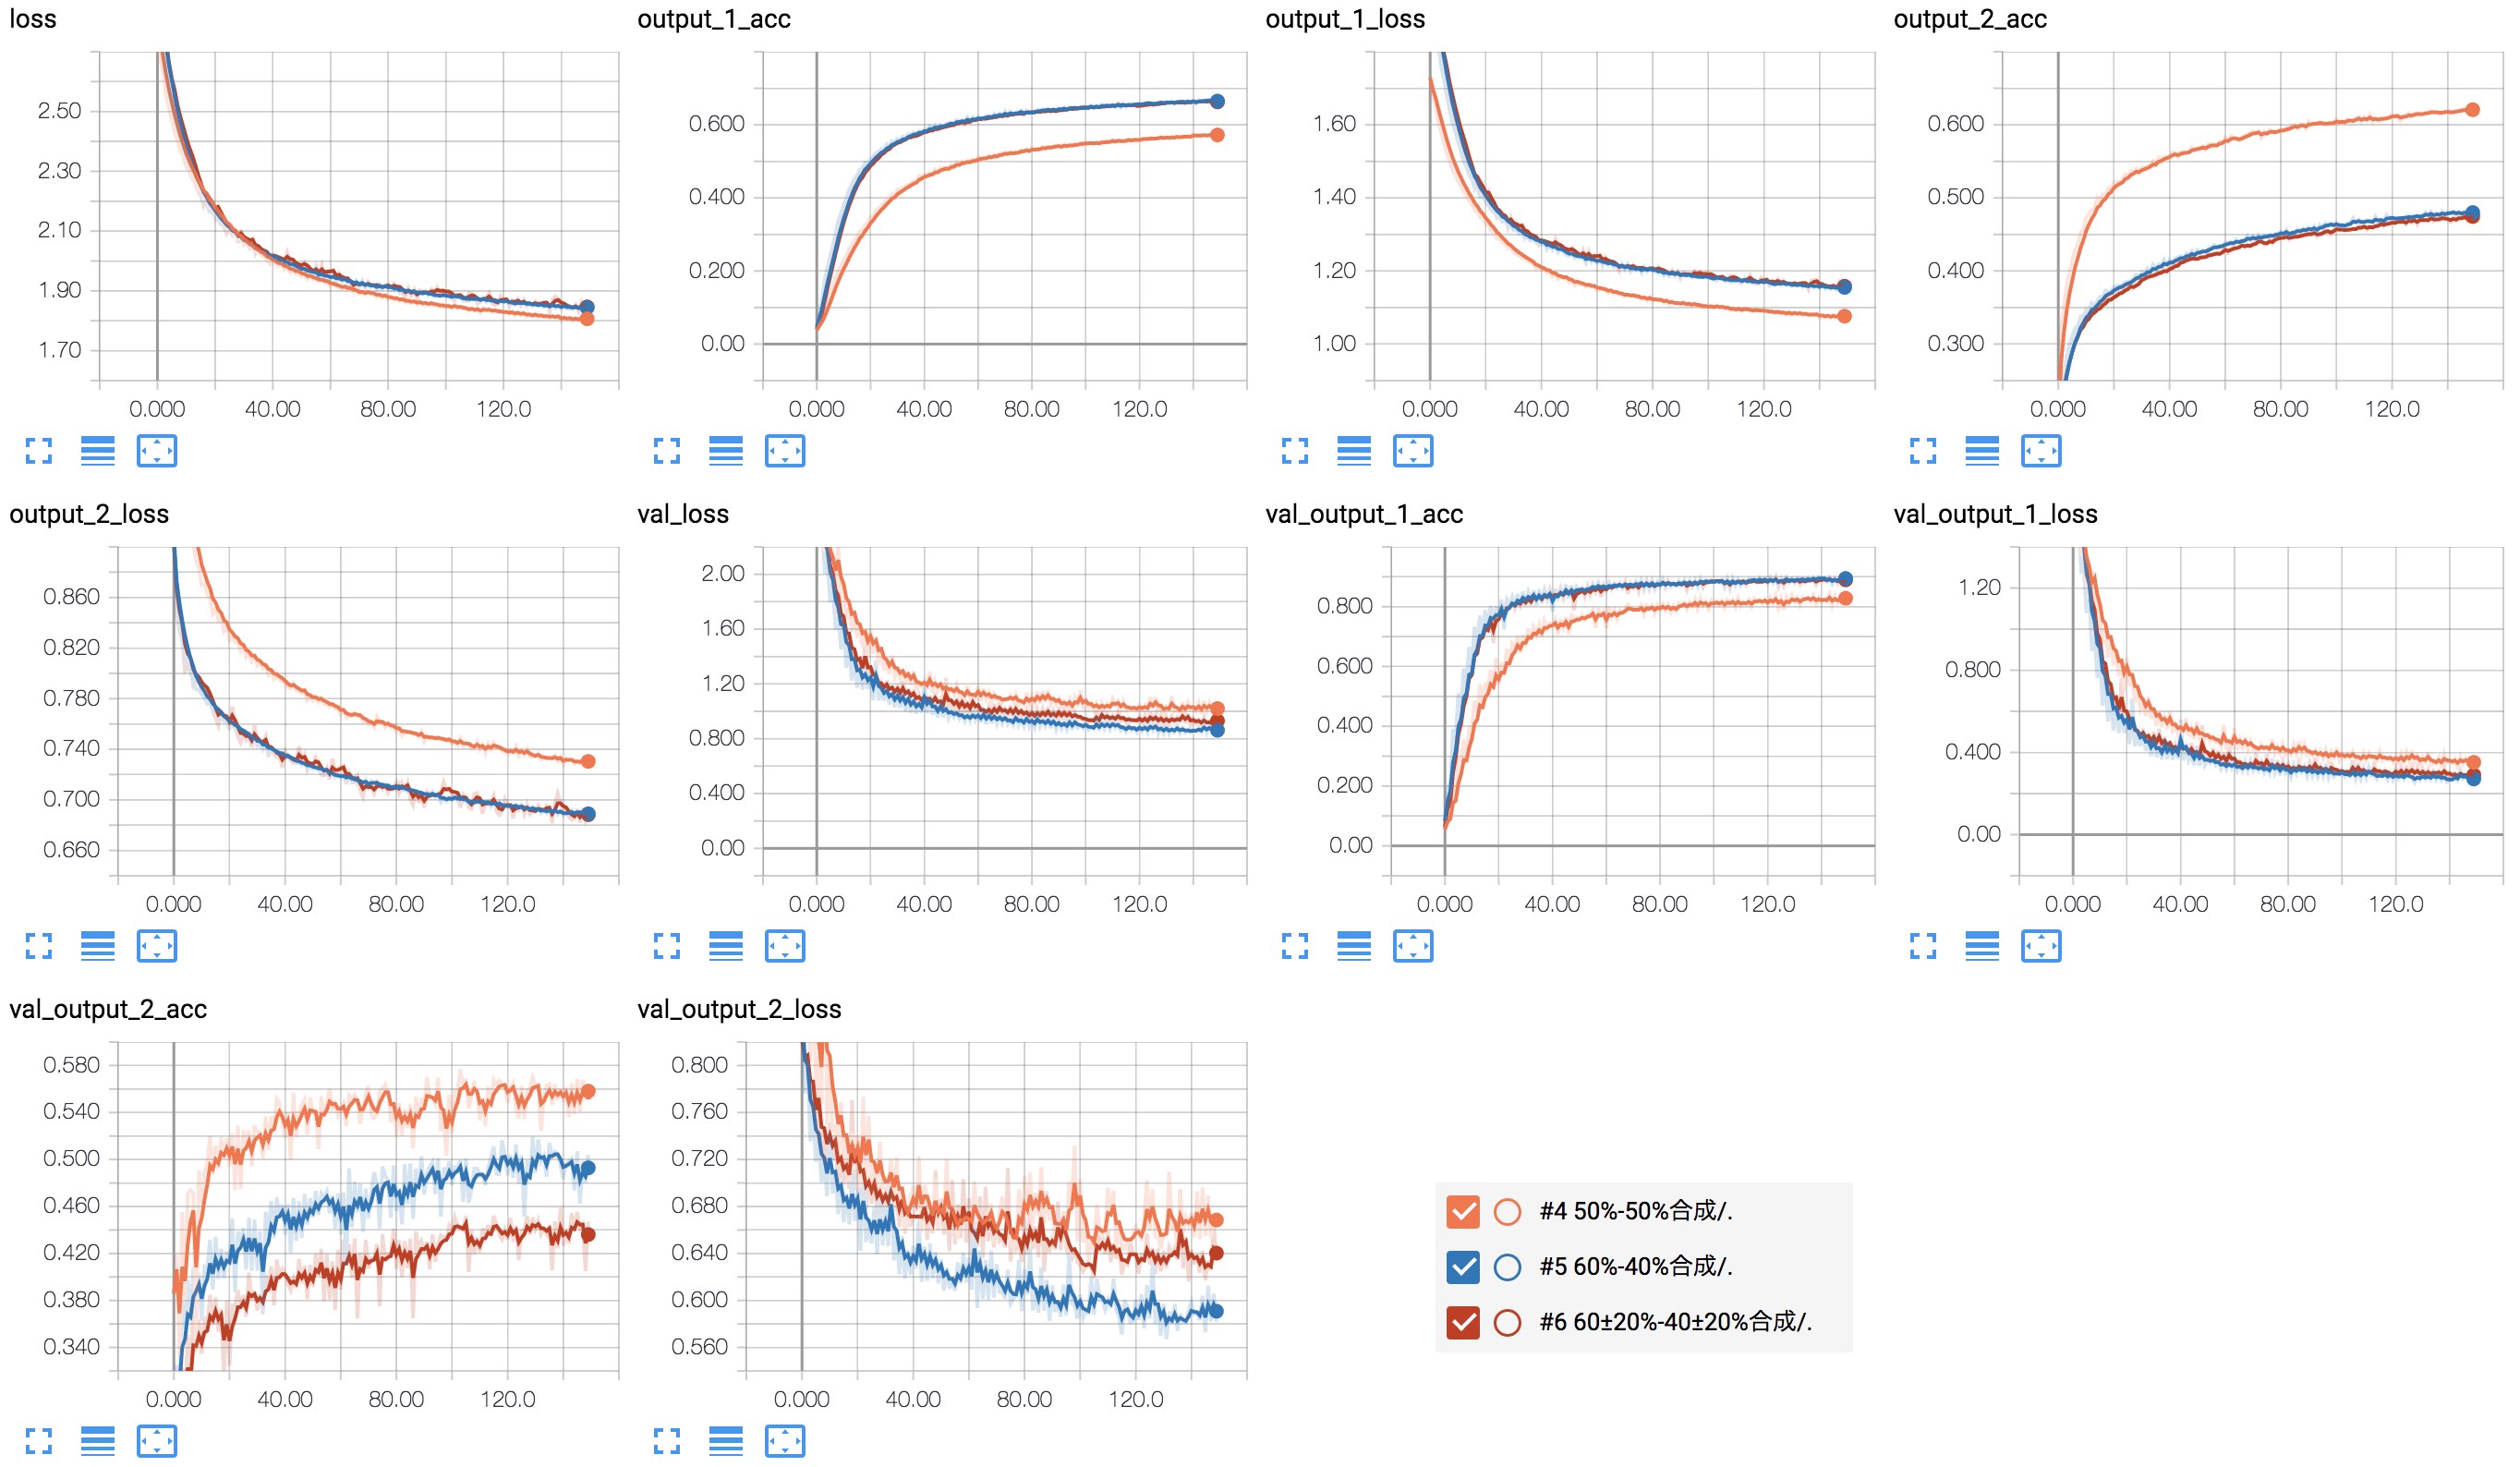 loss
2.50
2.30
2.10
1.90
1.70
0.000 40.00 80.00 120.0
output_1_acc
0.600
0.400
0.200
0.00
0.000 40.00 80.00 120.0
output_1_loss
1.60
1.40
1.20
1.00
0.000 40.00 80.00 120.0
output_2_acc
0.600
0.500
0.400
0.300
0.000 40.00 80.00 120.0
output_2_loss
0.860
0.820
0.780
0.740
0.700
0.660
0.000 40.00 80.00 120.0
val_loss
2.00
1.60
1.20
0.800
0.400
0.00
0.000 40.00 80.00 120.0
val_output_1_acc
0.800
0.600
0.400
0.200
0.00
0.000 40.00 80.00 120.0
val_output_1_loss
1.20
0.800
0.400
0.00
0.000 40.00 80.00 120.0
val_output_2_acc
0.580
0.540
0.500
0.460
0.420
0.380
0.340
0.000 40.00 80.00 120.0
val_output_2_loss
0.800
0.760
0.720
0.680
0.640
0.600
0.560
0.000 40.00 80.00 120.0
#4 50%-50%合成/.
#5 60%-40%合成/.
#6 60±20%-40±20%合成/.